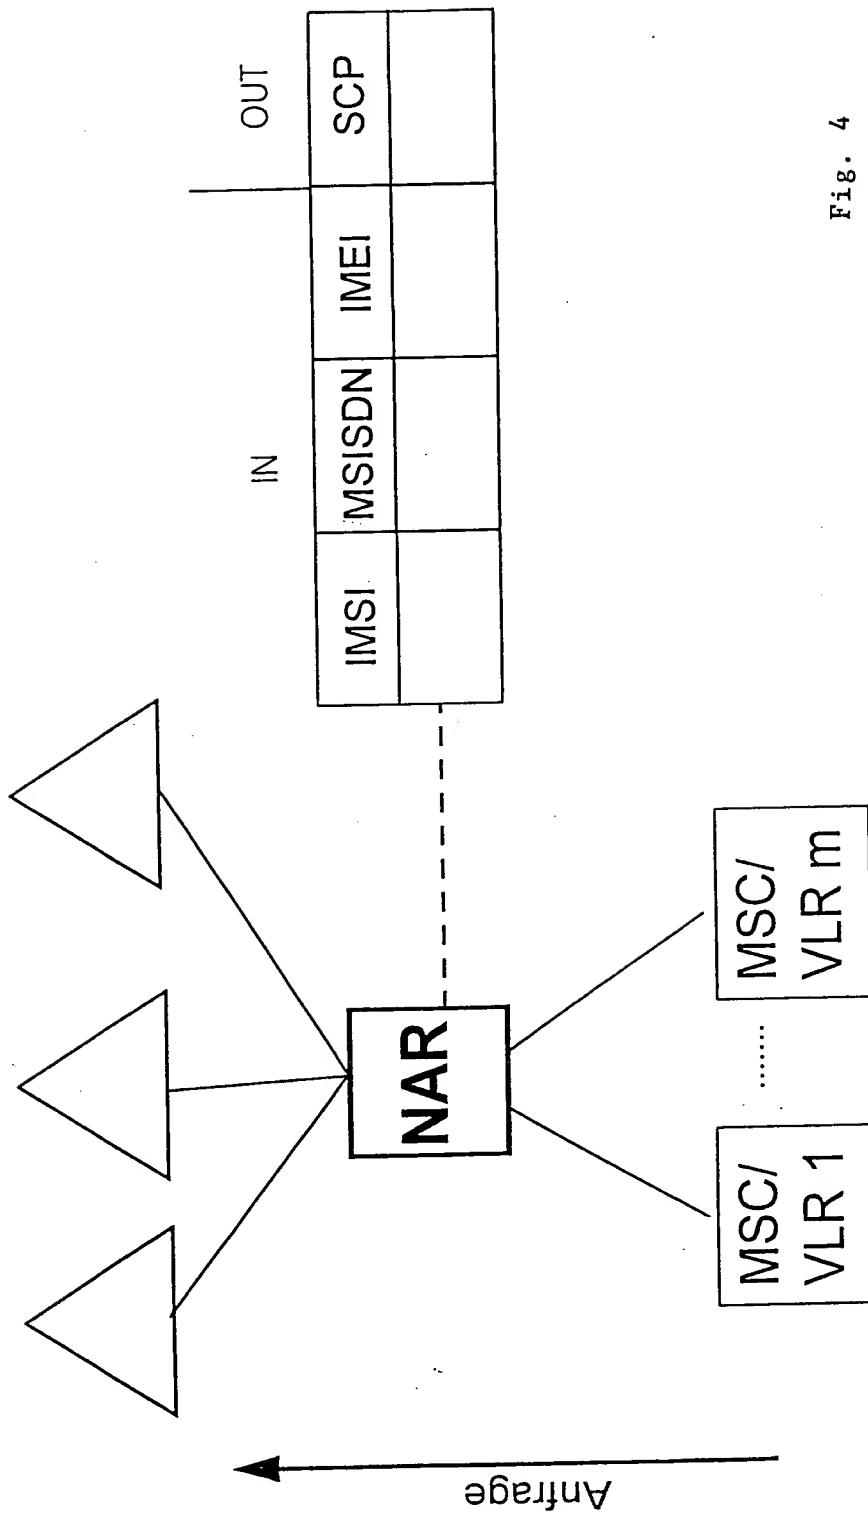 IN
OUT
IMSI MSISDN IMEI SCP
NAR
MSC/
VLR 1
.......
MSC/
VLR m
Anfrage
Fig. 4